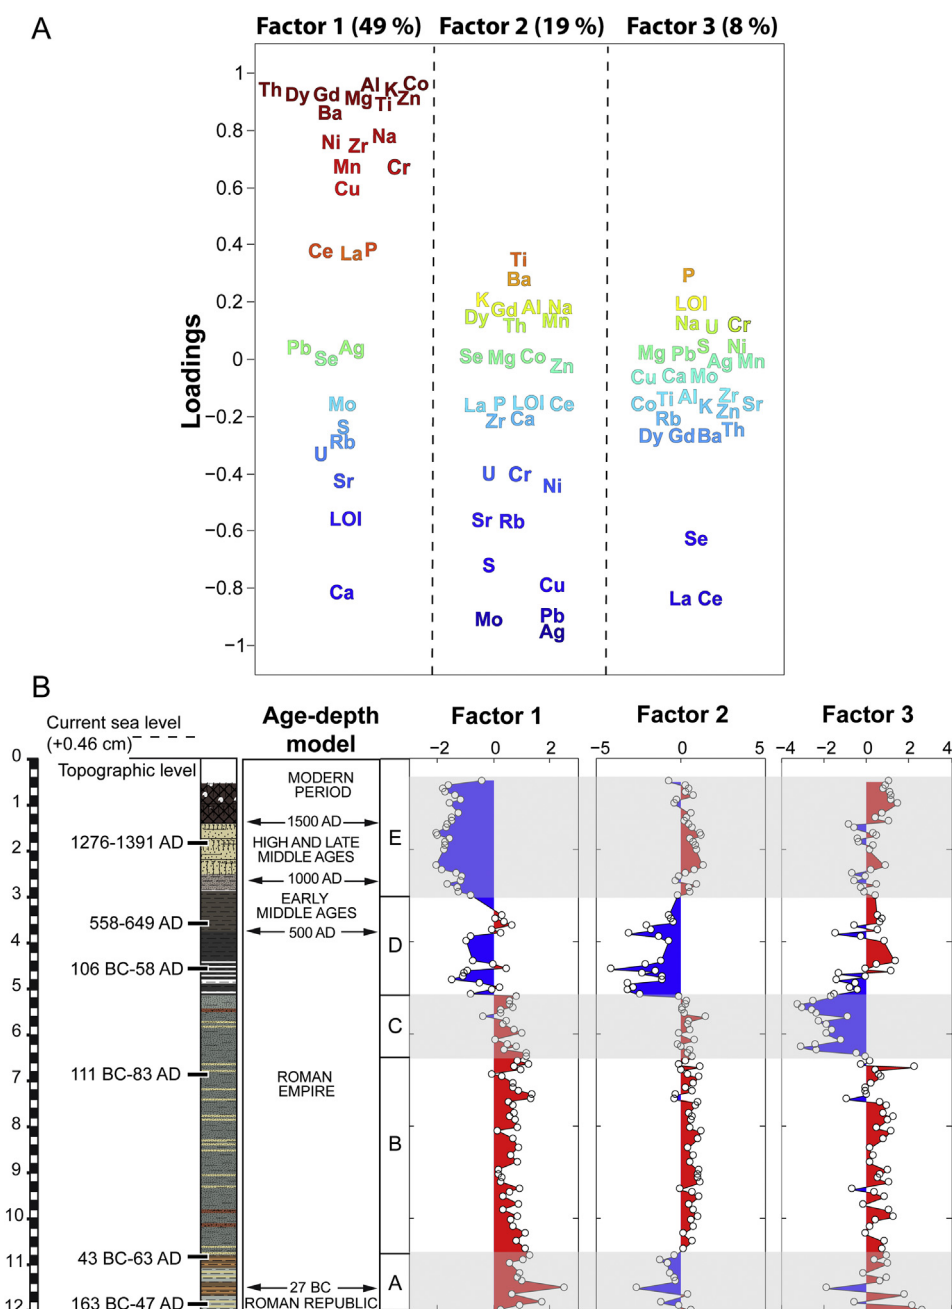 A
Factor 1 (49 %) Factor 2 (19 %) Factor 3 (8 %)
Loadings
1
0.8
0.6
0.4
0.2
0
−0.2
−0.4
−0.6
−0.8
−1
Th Dy Gd Mg Al K Co
Ba Ti Zn
Ni Zr Na
Mn Cr
Cu
Ce La P
Pb Se Ag
Mo
S
Rb
U
Sr
LOI
Ca
Ti
Ba
K Gd Al Na
Dy Th Mn
Se Mg Co Zn
La P LOI Ce
Zr Ca
U Cr Ni
Sr Rb
S
Cu
Mo Pb
Ag
P
LOI
Na U Cr
Mg Pb S Ni
Ag Mn
Cu Ca Mo
Co Ti Al K Zr Sr
Rb Zn
Dy Gd Ba Th
Se
La Ce
B
Current sea level
(+0.46 cm)
Topographic level
Age-depth
model
Factor 1 Factor 2 Factor 3
−2 0 2 −5 0 5 −4 −2 0 2 4
0
1
2
3
4
5
6
7
8
9
10
11
12
1276-1391 AD
558-649 AD
106 BC-58 AD
111 BC-83 AD
43 BC-63 AD
163 BC-47 AD
MODERN
PERIOD
1500 AD
HIGH AND LATE
MIDDLE AGES
1000 AD
EARLY
MIDDLE AGES
500 AD
ROMAN
EMPIRE
27 BC
ROMAN REPUBLIC
E
D
C
B
A